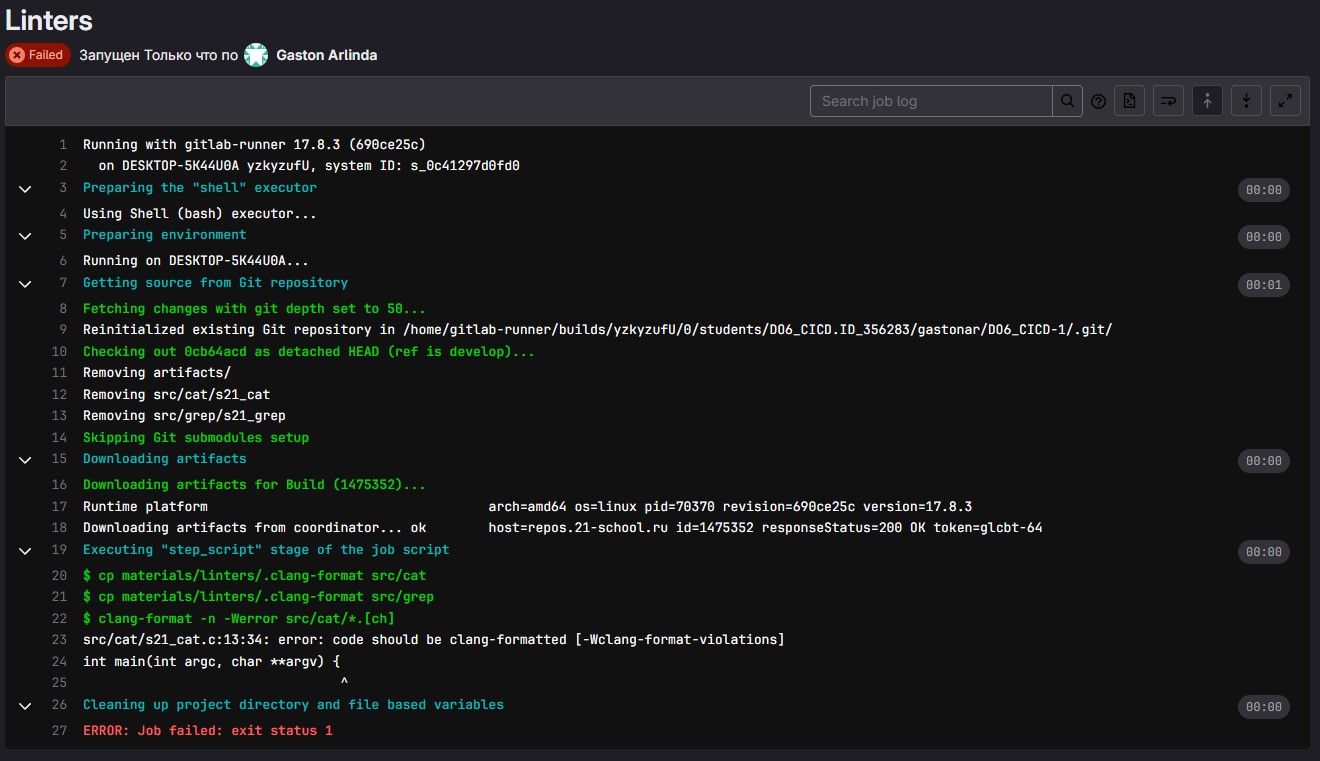 Linters
Failed Запущен Только что по Gaston Arlinda
Search job log
1 Running with gitlab-runner 17.8.3 (690ce25c)
2 on DESKTOP-5K44U0A yzkyzufU, system ID: s_0c41297d0fd0
3 Preparing the "shell" executor 00:00
4 Using Shell (bash) executor...
5 Preparing environment 00:00
6 Running on DESKTOP-5K44U0A...
7 Getting source from Git repository 00:01
8 Fetching changes with git depth set to 50...
9 Reinitialized existing Git repository in /home/gitlab-runner/builds/yzkyzufU/0/students/DO6_CICD.ID_356283/gastonar/DO6_CICD-1/.git/
10 Checking out 0cb64acd as detached HEAD (ref is develop)...
11 Removing artifacts/
12 Removing src/cat/s21_cat
13 Removing src/grep/s21_grep
14 Skipping Git submodules setup
15 Downloading artifacts 00:00
16 Downloading artifacts for Build (1475352)...
17 Runtime platform arch=amd64 os=linux pid=70370 revision=690ce25c version=17.8.3
18 Downloading artifacts from coordinator... ok host=repos.21-school.ru id=1475352 responseStatus=200 OK token=glcbt-64
19 Executing "step_script" stage of the job script 00:00
20 $ cp materials/linters/.clang-format src/cat
21 $ cp materials/linters/.clang-format src/grep
22 $ clang-format -n -Werror src/cat/*.[ch]
23 src/cat/s21_cat.c:13:34: error: code should be clang-formatted [-Wclang-format-violations]
24 int main(int argc, char **argv) {
25 ^
26 Cleaning up project directory and file based variables 00:00
27 ERROR: Job failed: exit status 1